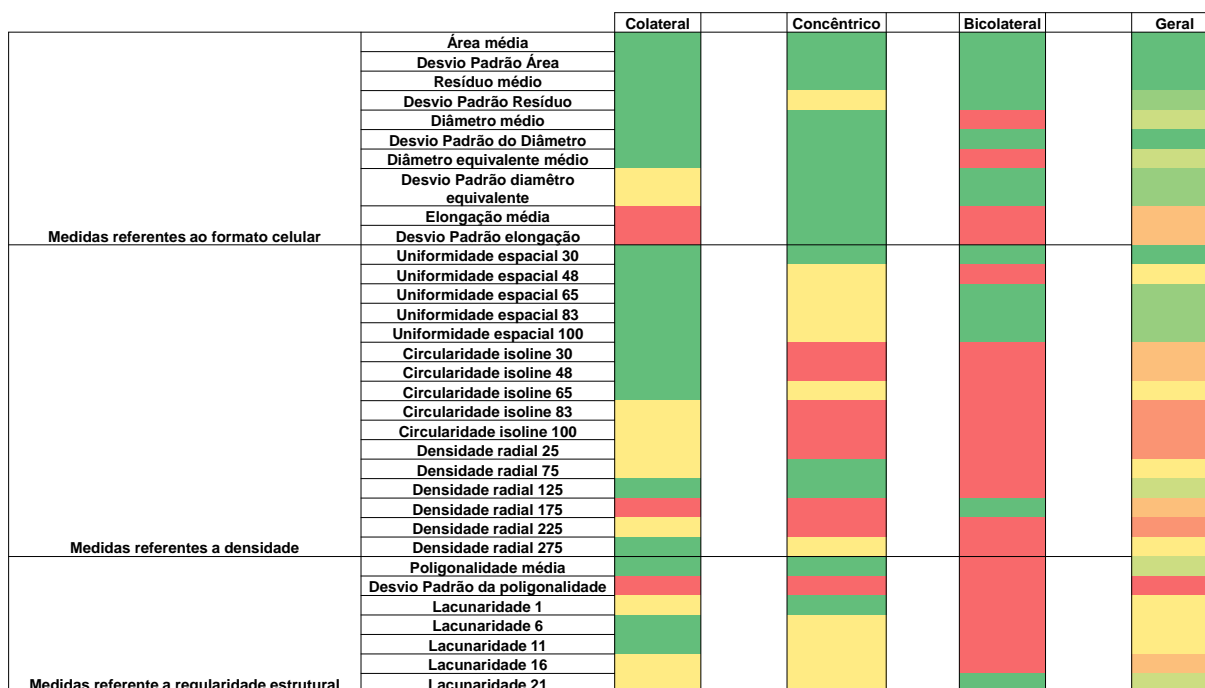 Colateral Concêntrico Bicolateral Geral
Área média
Desvio Padrão Área
Resíduo médio
Desvio Padrão Resíduo
Diâmetro médio
Desvio Padrão do Diâmetro
Diâmetro equivalente médio
Desvio Padrão diamêtro
equivalente
Elongação média
Medidas referentes ao formato celular Desvio Padrão elongação
Uniformidade espacial 30
Uniformidade espacial 48
Uniformidade espacial 65
Uniformidade espacial 83
Uniformidade espacial 100
Circularidade isoline 30
Circularidade isoline 48
Circularidade isoline 65
Circularidade isoline 83
Circularidade isoline 100
Densidade radial 25
Densidade radial 75
Densidade radial 125
Densidade radial 175
Densidade radial 225
Medidas referentes a densidade Densidade radial 275
Poligonalidade média
Desvio Padrão da poligonalidade
Lacunaridade 1
Lacunaridade 6
Lacunaridade 11
Lacunaridade 16
Medidas referente a regularidade estrutural Lacunaridade 21